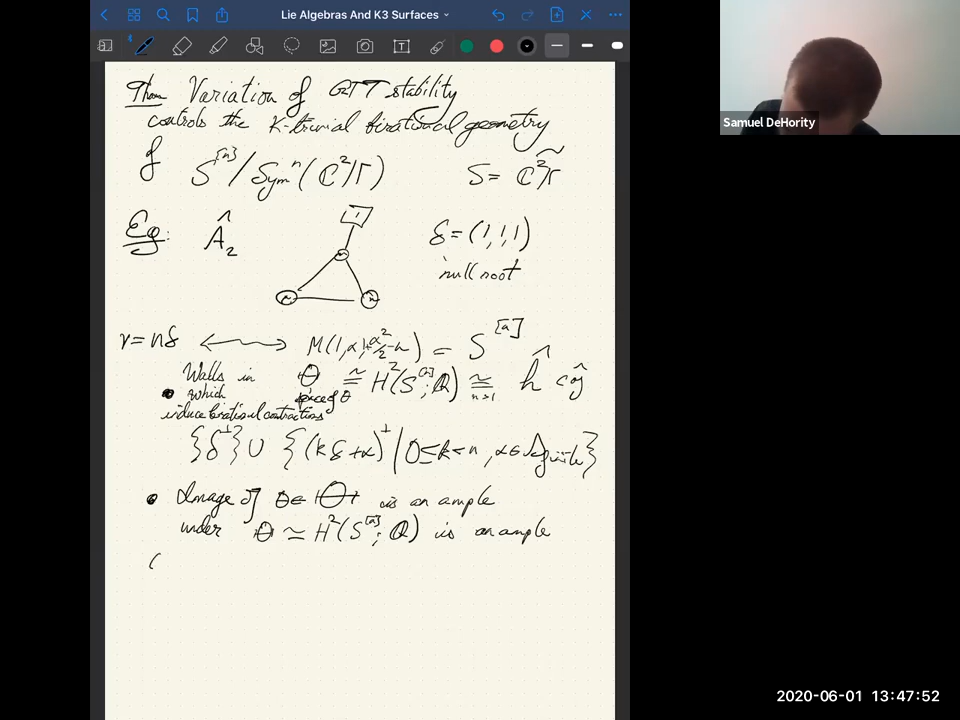 Lie Algebras And K3 Surfaces
Thm Variation of GIT stability
controls the K-trivial birational geometry
of S^[n] / Sym^n (ℂ²/Γ) S = ℂ²/Γ
Eg: Â₂ 1 δ = (1,1,1)
null root
n n
v = nδ ⟷ M(1, α, 1+α²/2-n) = S^[n]
Walls in Θ ≅ H²(S^[n]; ℚ) ≅ n>1 ĥ ⊂ ĝ
which space of θ
induce birational contractions
{δ^⊥} ∪ {(kδ+α)^⊥ | 0≤k<n, α∈Δfinite}
Image of θ∈Θ is an ample
under Θ ≃ H²(S^[n]; ℚ) is an ample
(
Samuel DeHority
2020-06-01 13:47:52